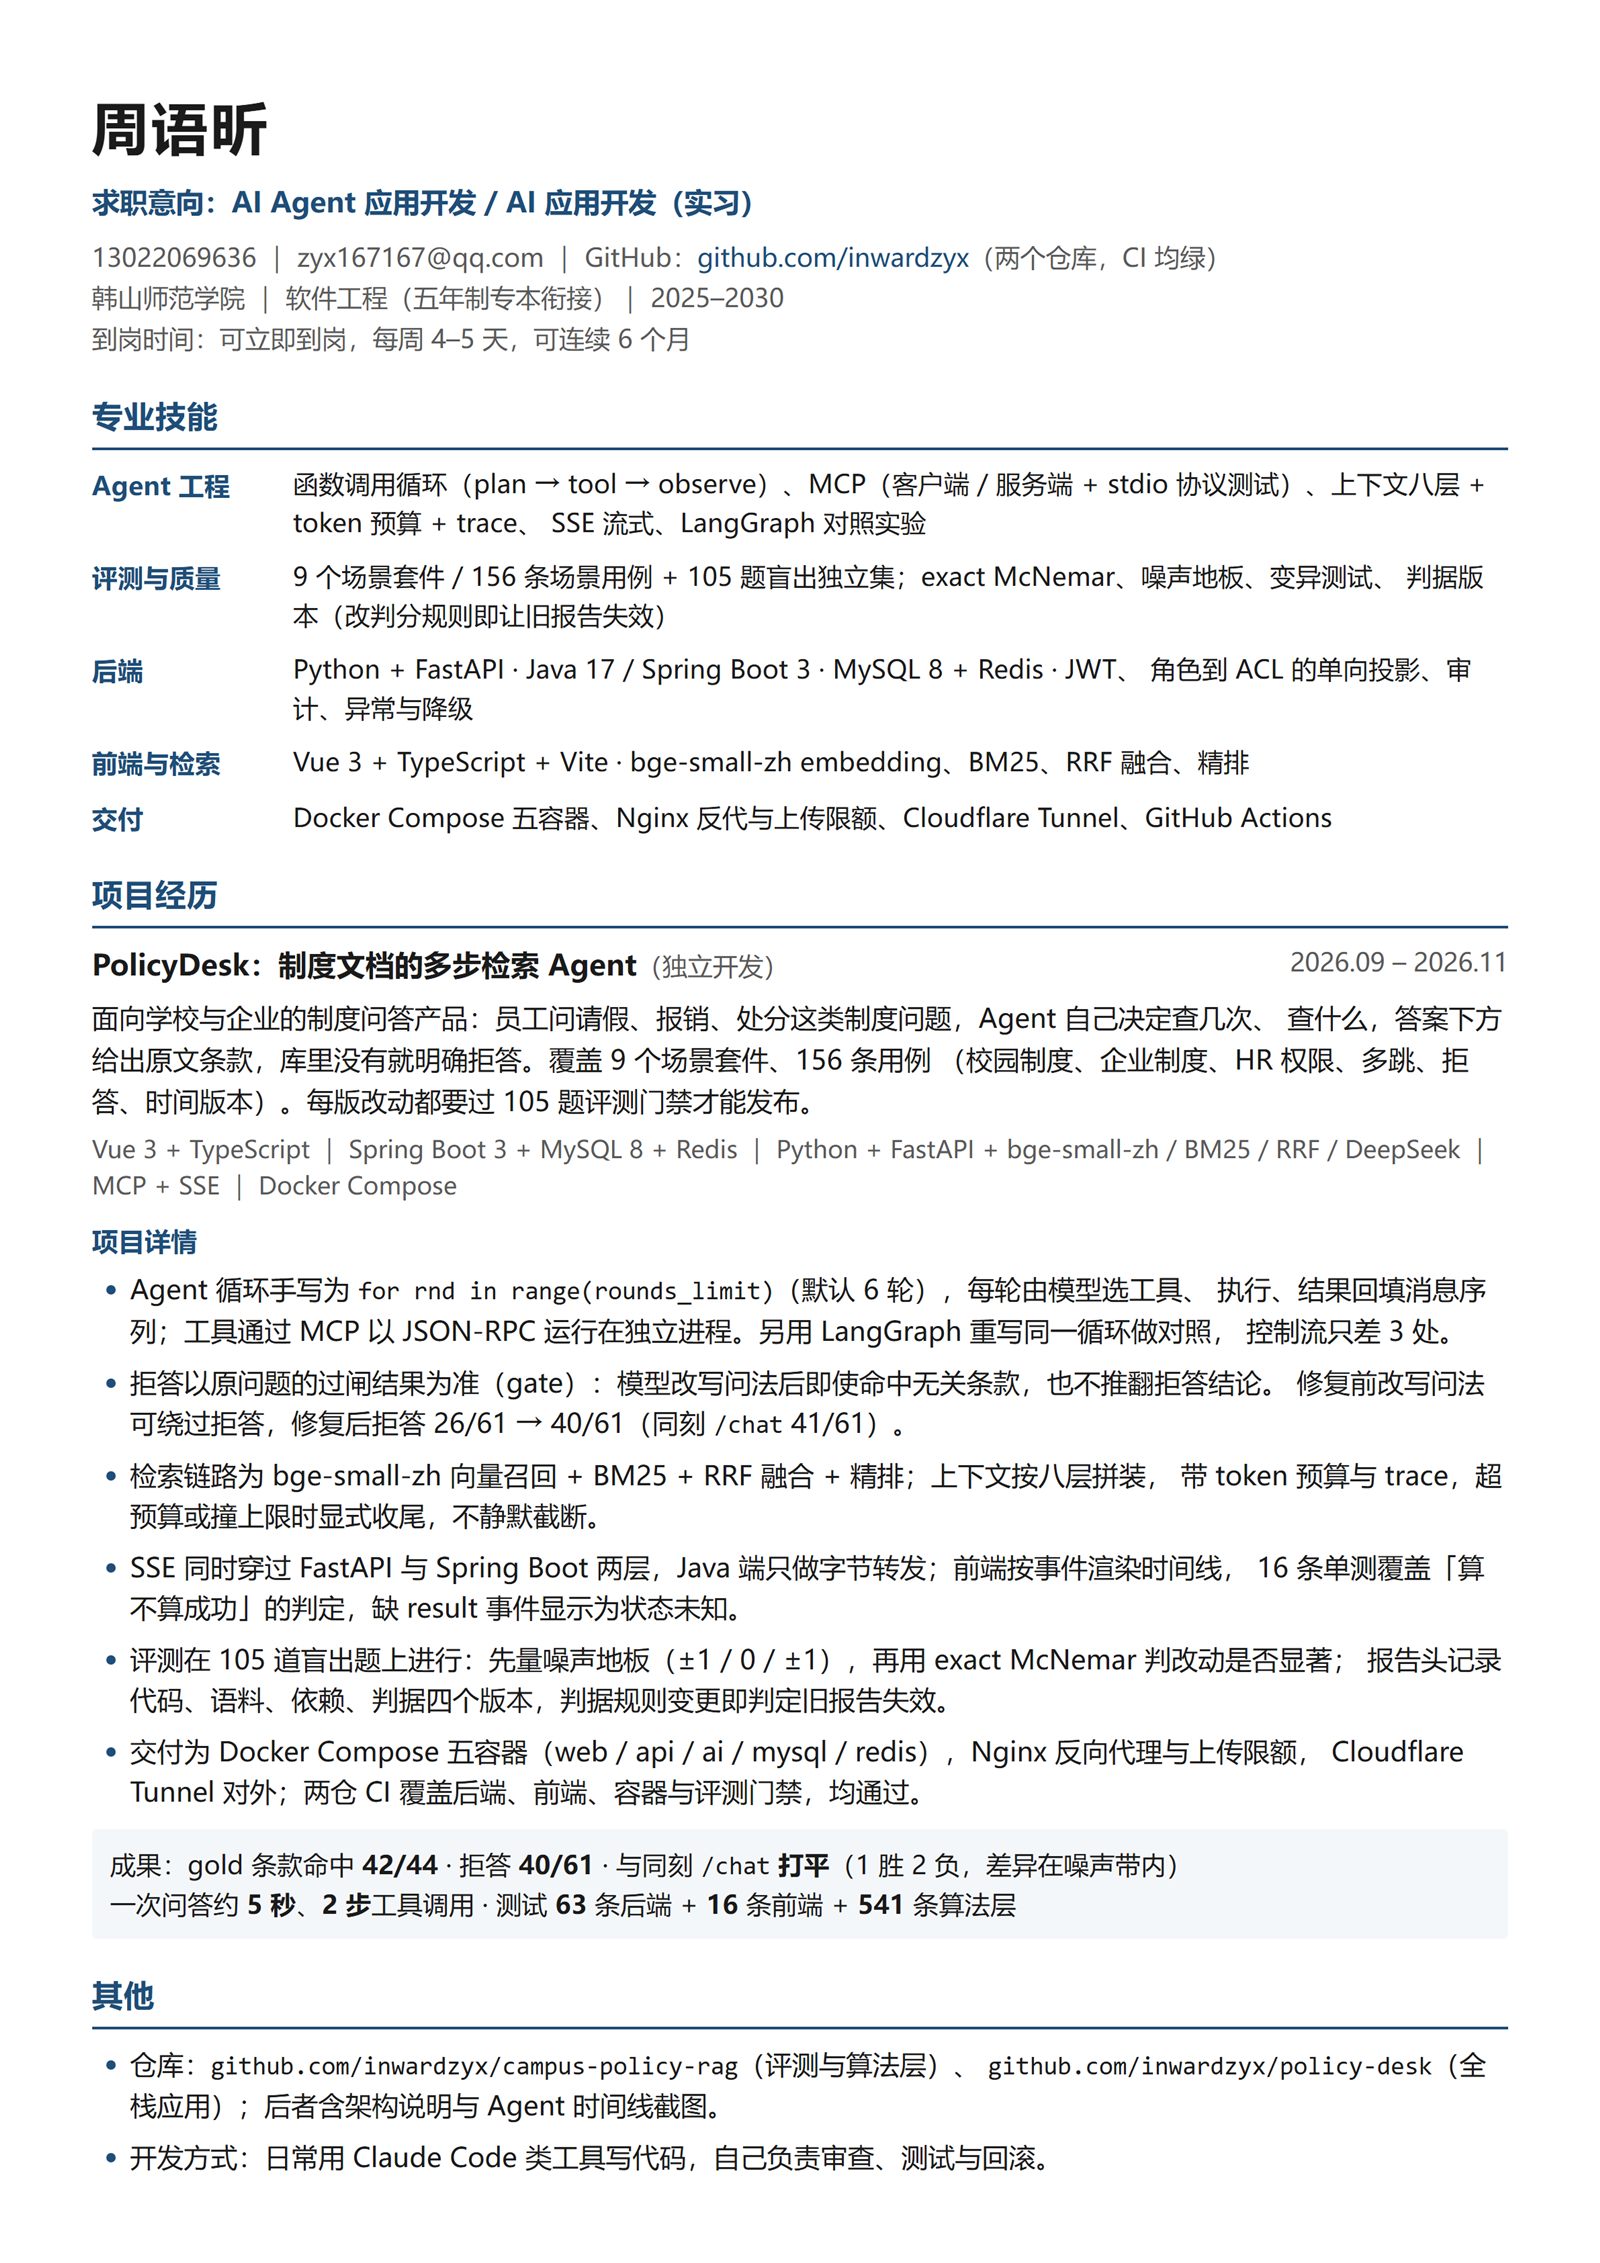 周语昕
求职意向：AI Agent 应用开发 / AI 应用开发（实习）
13022069636 ｜ zyx167167@qq.com ｜ GitHub：github.com/inwardzyx（两个仓库，CI 均绿）
韩山师范学院 ｜ 软件工程（五年制专本衔接） ｜ 2025–2030
到岗时间：可立即到岗，每周 4–5 天，可连续 6 个月
专业技能
Agent 工程 函数调用循环（plan → tool → observe）、MCP（客户端 / 服务端 + stdio 协议测试）、上下文八层 +
token 预算 + trace、 SSE 流式、LangGraph 对照实验
评测与质量 9 个场景套件 / 156 条场景用例 + 105 题盲出独立集；exact McNemar、噪声地板、变异测试、 判据版
本（改判分规则即让旧报告失效）
后端 Python + FastAPI · Java 17 / Spring Boot 3 · MySQL 8 + Redis · JWT、 角色到 ACL 的单向投影、审
计、异常与降级
前端与检索 Vue 3 + TypeScript + Vite · bge-small-zh embedding、BM25、RRF 融合、精排
交付 Docker Compose 五容器、Nginx 反代与上传限额、Cloudflare Tunnel、GitHub Actions
项目经历
PolicyDesk：制度文档的多步检索 Agent（独立开发） 2026.09 – 2026.11
面向学校与企业的制度问答产品：员工问请假、报销、处分这类制度问题，Agent 自己决定查几次、 查什么，答案下方
给出原文条款，库里没有就明确拒答。覆盖 9 个场景套件、156 条用例 （校园制度、企业制度、HR 权限、多跳、拒
答、时间版本）。每版改动都要过 105 题评测门禁才能发布。
Vue 3 + TypeScript ｜ Spring Boot 3 + MySQL 8 + Redis ｜ Python + FastAPI + bge-small-zh / BM25 / RRF / DeepSeek ｜
MCP + SSE ｜ Docker Compose
项目详情
• Agent 循环手写为 for rnd in range(rounds_limit)（默认 6 轮），每轮由模型选工具、 执行、结果回填消息序
列；工具通过 MCP 以 JSON-RPC 运行在独立进程。另用 LangGraph 重写同一循环做对照， 控制流只差 3 处。
• 拒答以原问题的过闸结果为准（gate）：模型改写问法后即使命中无关条款，也不推翻拒答结论。 修复前改写问法
可绕过拒答，修复后拒答 26/61 → 40/61（同刻 /chat 41/61）。
• 检索链路为 bge-small-zh 向量召回 + BM25 + RRF 融合 + 精排；上下文按八层拼装， 带 token 预算与 trace，超
预算或撞上限时显式收尾，不静默截断。
• SSE 同时穿过 FastAPI 与 Spring Boot 两层，Java 端只做字节转发；前端按事件渲染时间线， 16 条单测覆盖「算
不算成功」的判定，缺 result 事件显示为状态未知。
• 评测在 105 道盲出题上进行：先量噪声地板（±1 / 0 / ±1），再用 exact McNemar 判改动是否显著； 报告头记录
代码、语料、依赖、判据四个版本，判据规则变更即判定旧报告失效。
• 交付为 Docker Compose 五容器（web / api / ai / mysql / redis），Nginx 反向代理与上传限额， Cloudflare
Tunnel 对外；两仓 CI 覆盖后端、前端、容器与评测门禁，均通过。
成果：gold 条款命中 42/44 · 拒答 40/61 · 与同刻 /chat 打平（1 胜 2 负，差异在噪声带内）
一次问答约 5 秒、2 步工具调用 · 测试 63 条后端 + 16 条前端 + 541 条算法层
其他
• 仓库：github.com/inwardzyx/campus-policy-rag（评测与算法层）、 github.com/inwardzyx/policy-desk（全
栈应用）；后者含架构说明与 Agent 时间线截图。
• 开发方式：日常用 Claude Code 类工具写代码，自己负责审查、测试与回滚。